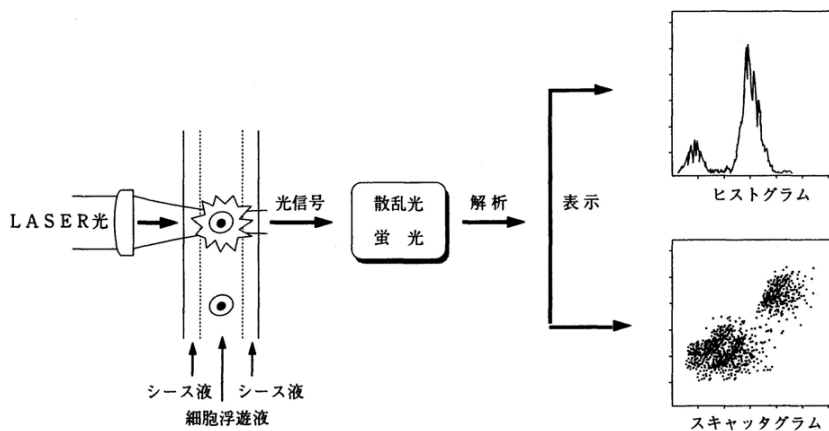 LASER光
光信号
散乱光
蛍 光
解析
表示
ヒストグラム
スキャッタグラム
シース液
シース液
細胞浮遊液